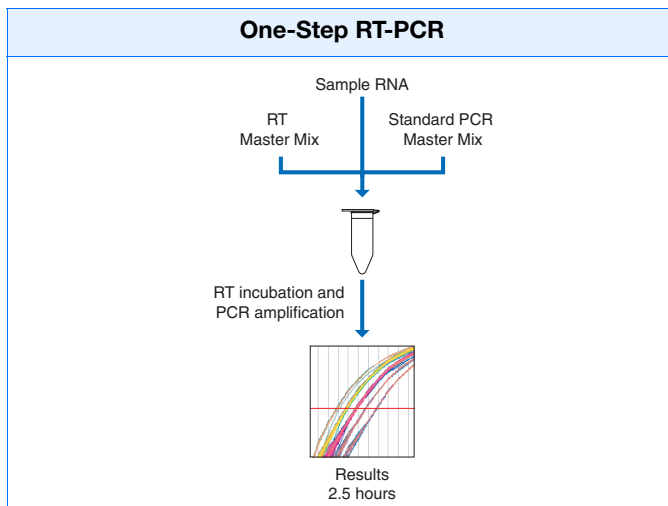 One-Step RT-PCR
Sample RNA
RT
Master Mix
Standard PCR
Master Mix
RT incubation and
PCR amplification
Results
2.5 hours